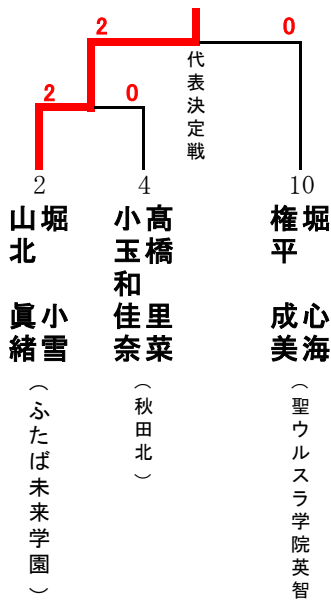 2
0
代表決定戦
2
0
2
4
10
堀 小雪
山北 眞緒
（ふたば未来学園）
髙橋 里菜
小玉和佳奈
（秋田北）
堀 心海
権平 成美
（聖ウルスラ学院英智